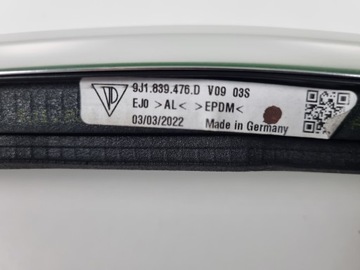 9J1.839.476.D V09 03S
EJ0 >AL< >EPDM<
03/03/2022 Made in Germany